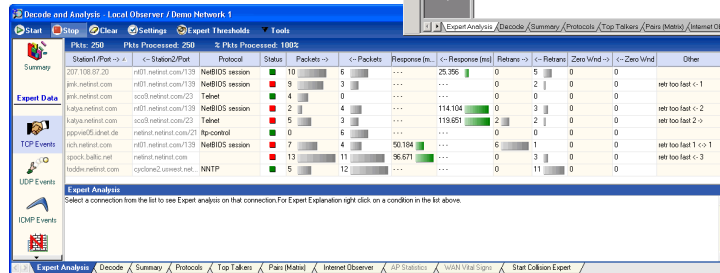 Decode and Analysis - Local Observer / Demo Network 1
Expert Analysis Decode Summary Protocols Top Talkers Pairs (Matrix) Internet Obser
Start Stop Clear Settings Expert Thresholds Tools
Pkts: 250 Pkts Processed: 250 % Pkts Processed: 100%
Summary
Expert Data
TCP Events
UDP Events
ICMP Events
Station1/Port --> <-- Station2/Port Protocol Status Packets --> <-- Packets Response (m... <-- Response (ms) Retrans --> <-- Retrans Zero Wnd --> <-- Zero Wnd Other
207.108.87.20 nt01.netinst.com/139 NetBIOS session 10 6 --- 25.356 0 5 0 0
jmk.netinst.com nt01.netinst.com/139 NetBIOS session 9 3 --- --- 0 2 0 0 retr too fast <- 1
jmk.netinst.com sco9.netinst.com/23 Telnet 4 0 --- --- 0 0 0 0
katya.netinst.com nt01.netinst.com/139 NetBIOS session 2 4 --- 114.104 0 3 0 0 retr too fast <- 2
katya.netinst.com sco9.netinst.com/23 Telnet 5 3 --- 119.651 2 2 0 0 retr too fast 2 ->
pppvie05.idnet.de netinst.netinst.com/21 ftp-control 0 6 --- --- 0 0 0 0
rich.netinst.com nt01.netinst.com/139 NetBIOS session 7 4 50.184 --- 6 1 0 0 retr too fast 1 <-> 1
spock.baltic.net netinst.netinst.com 13 11 96.671 --- 0 3 0 0 retr too fast <- 3
toddw.netinst.com cyclone2.uswest.net... NNTP 5 12 --- --- 0 11 0 0
Expert Analysis
Select a connection from the list to see Expert analysis on that connection.For Expert Explanation right click on a condition in the list above.
Expert Analysis Decode Summary Protocols Top Talkers Pairs (Matrix) Internet Observer AP Statistics WAN Vital Signs Start Collision Expert